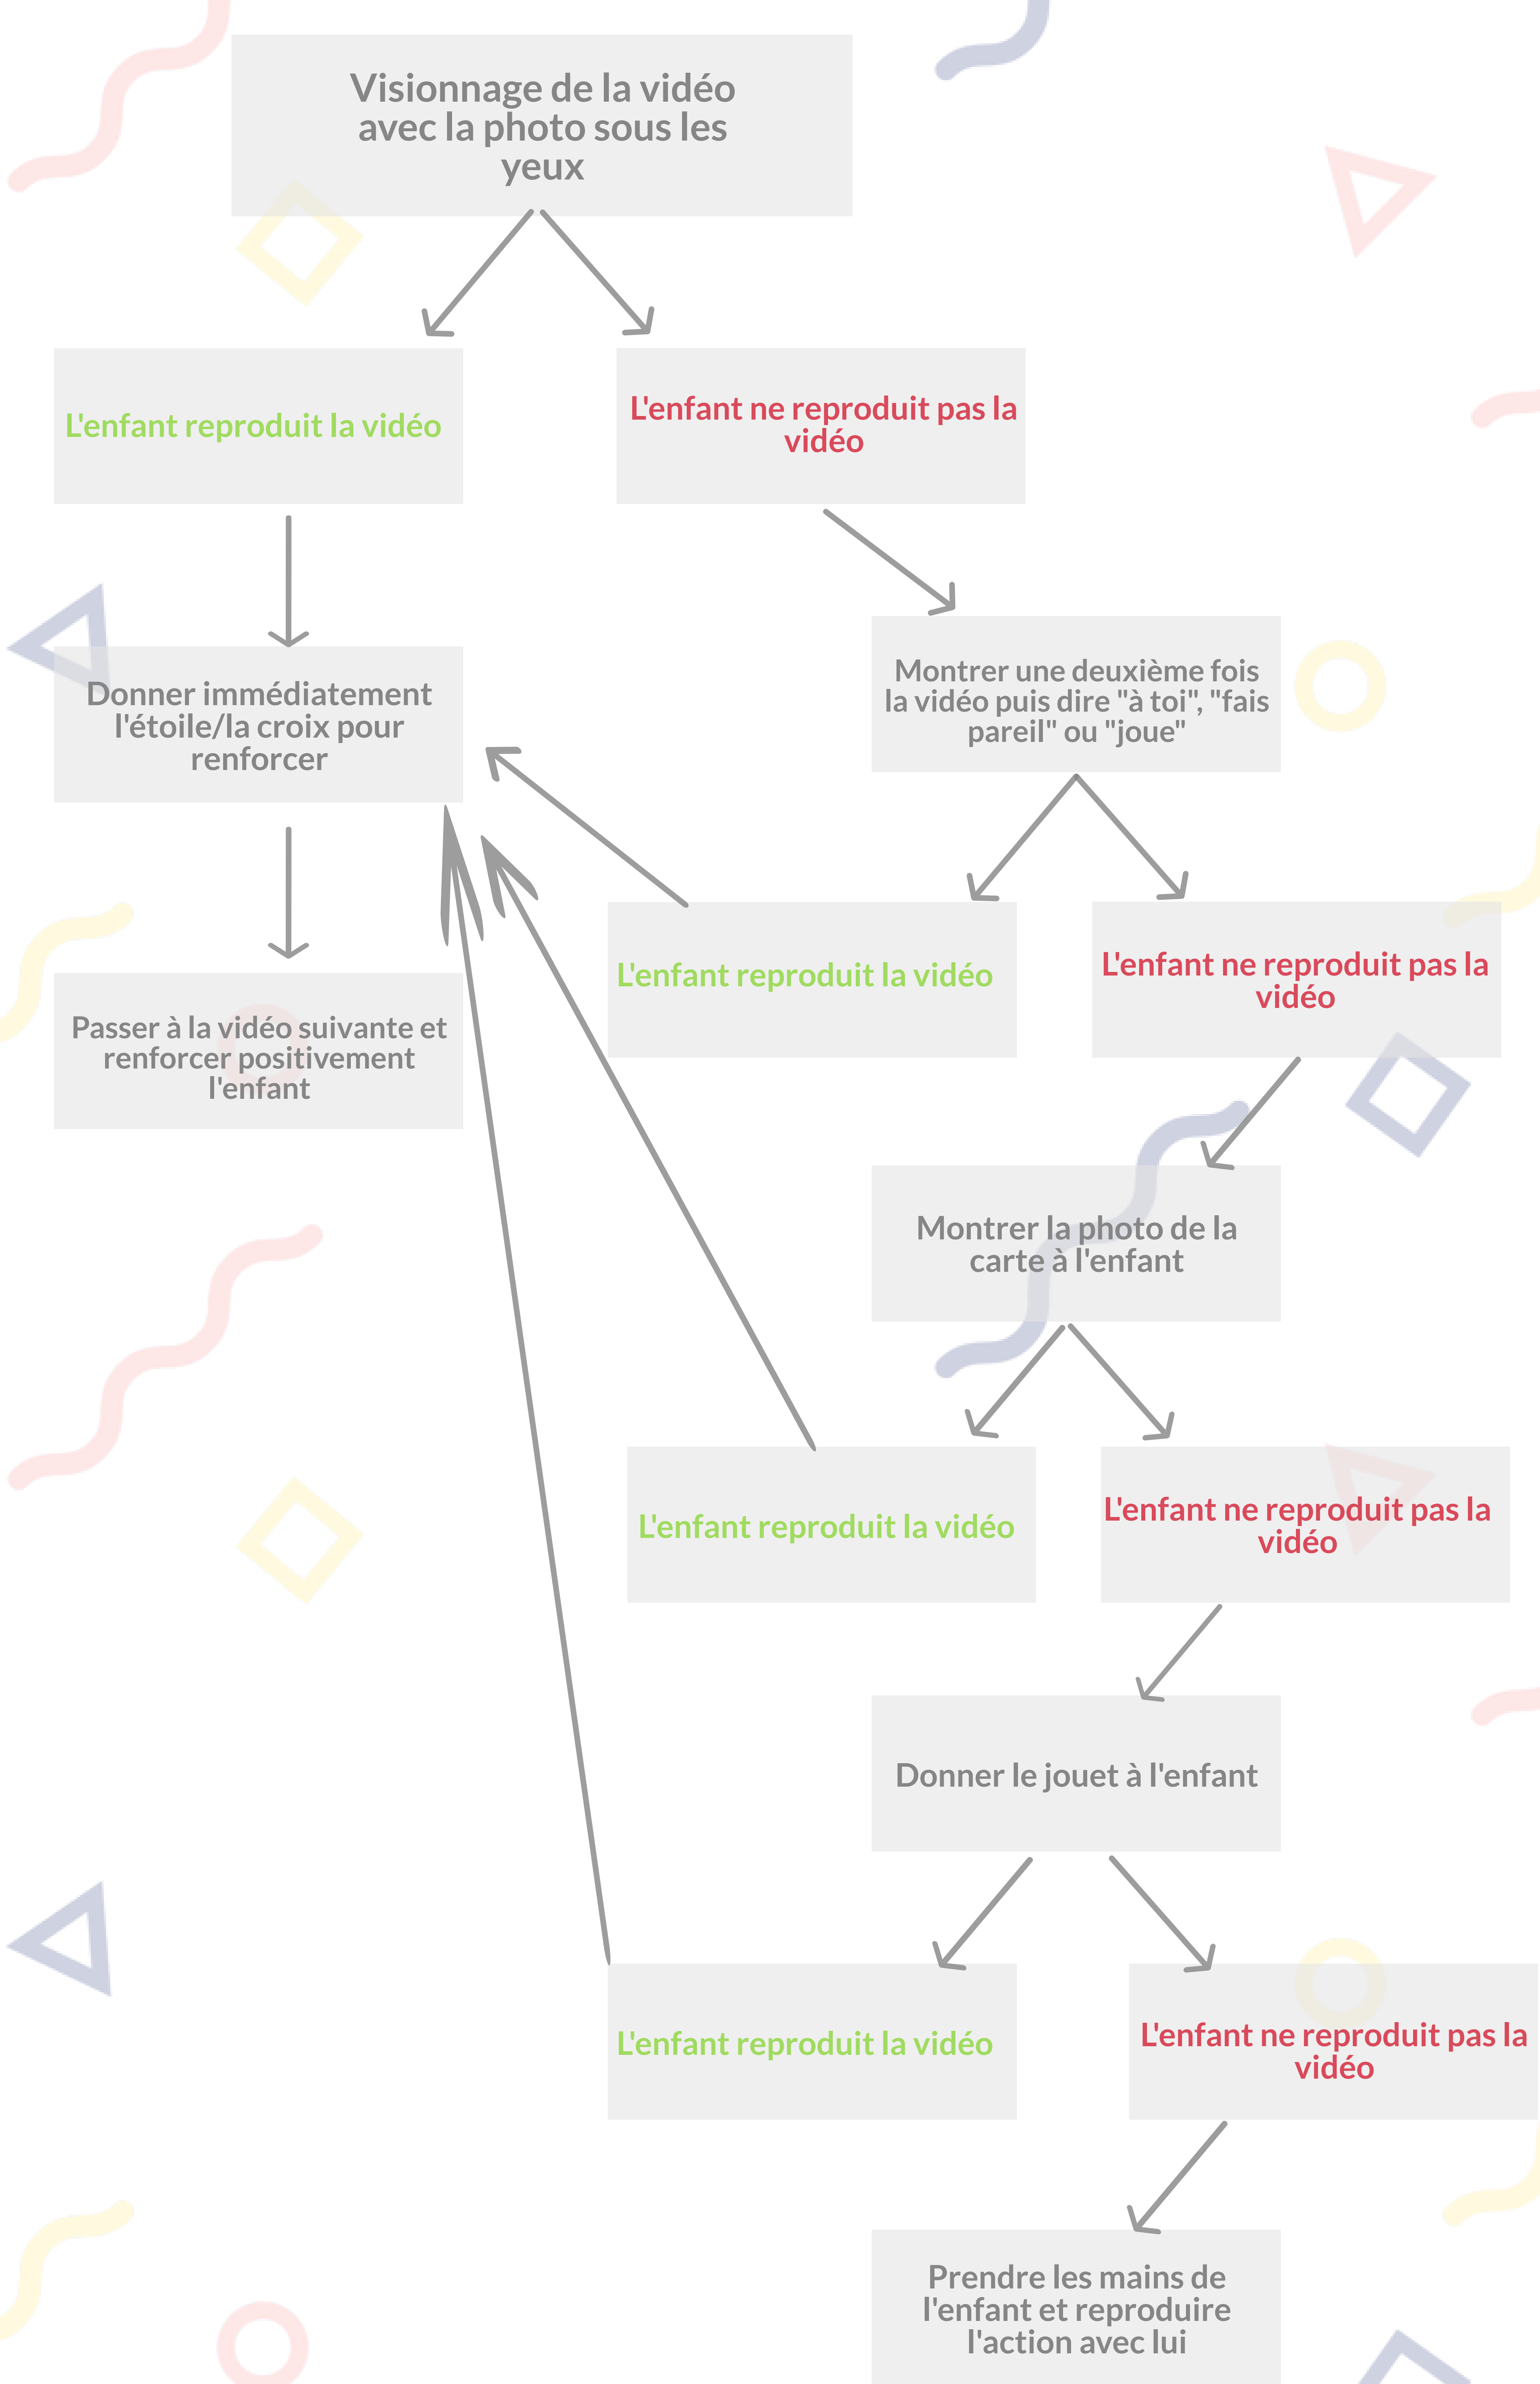 Visionnage de la vidéo
avec la photo sous les
yeux
L'enfant reproduit la vidéo
L'enfant ne reproduit pas la
vidéo
Donner immédiatement
l'étoile/la croix pour
renforcer
Montrer une deuxième fois
la vidéo puis dire "à toi", "fais
pareil" ou "joue"
L'enfant reproduit la vidéo
L'enfant ne reproduit pas la
vidéo
Passer à la vidéo suivante et
renforcer positivement
l'enfant
Montrer la photo de la
carte à l'enfant
L'enfant reproduit la vidéo
L'enfant ne reproduit pas la
vidéo
Donner le jouet à l'enfant
L'enfant reproduit la vidéo
L'enfant ne reproduit pas la
vidéo
Prendre les mains de
l'enfant et reproduire
l'action avec lui